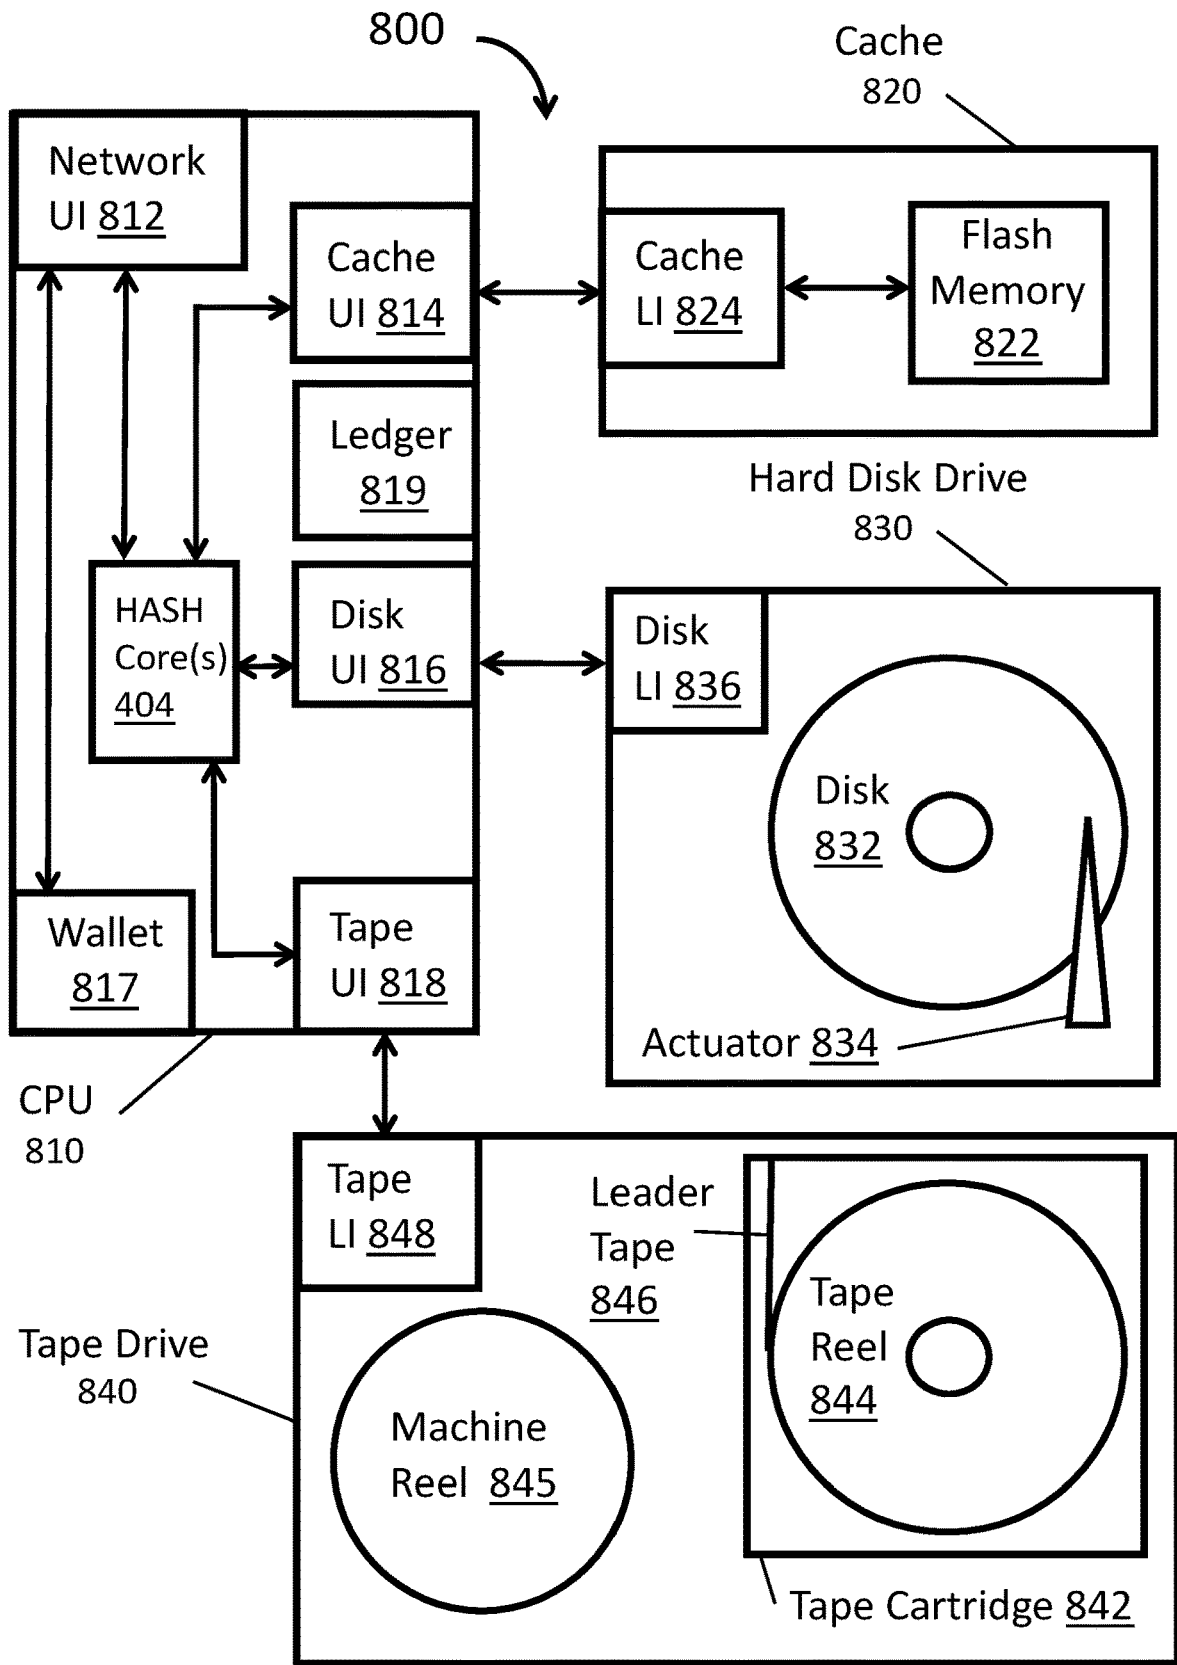 800
Cache
820
Network
UI 812
Cache
UI 814
Cache
LI 824
Flash
Memory
822
Ledger
819
Hard Disk Drive
830
HASH
Core(s)
404
Disk
UI 816
Disk
LI 836
Disk
832
Wallet
817
Tape
UI 818
Actuator 834
CPU
810
Tape
LI 848
Leader
Tape
846
Tape
Reel
844
Tape Drive
840
Machine
Reel 845
Tape Cartridge 842